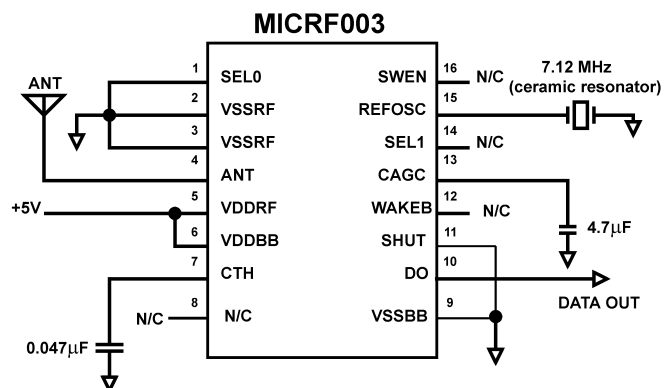 MICRF003
ANT
+5V
1 SEL0
2 VSSRF
3 VSSRF
4 ANT
5 VDDRF
6 VDDBB
7 CTH
N/C 8 N/C
0.047µF
SWEN 16 N/C
REFOSC 15
7.12 MHz
(ceramic resonator)
SEL1 14 N/C
CAGC 13
4.7µF
WAKEB 12 N/C
SHUT 11
DO 10
DATA OUT
VSSBB 9